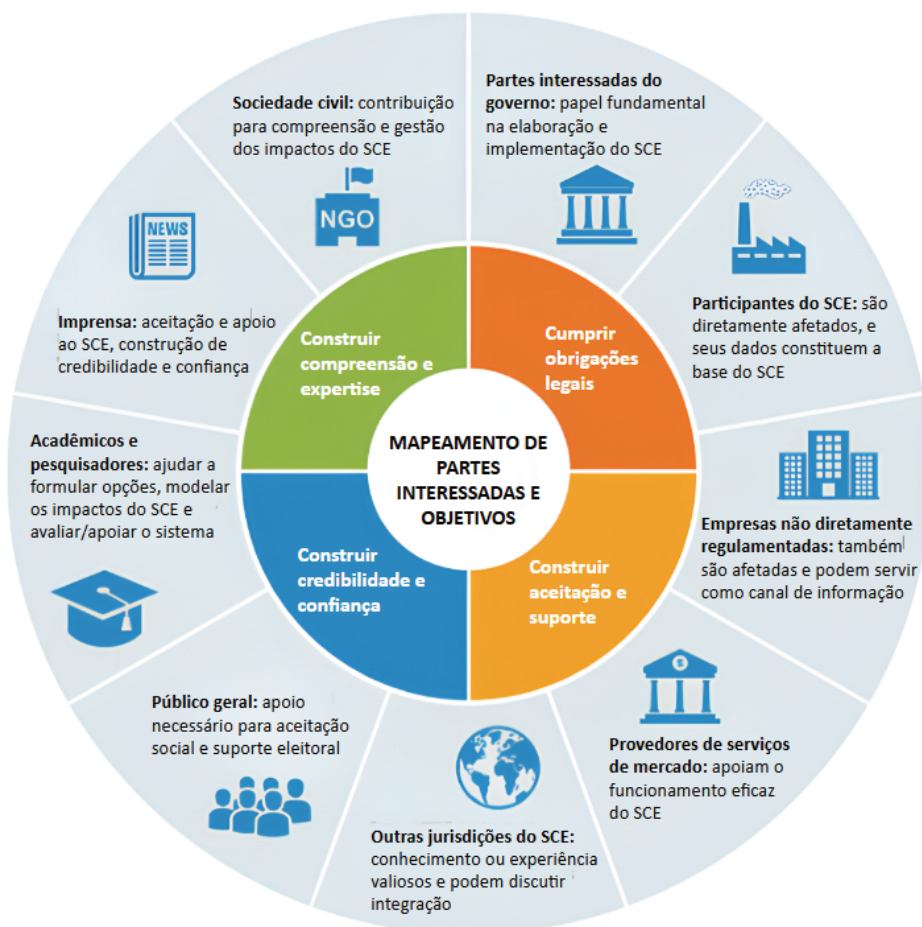 Partes interessadas do
governo: papel fundamental
na elaboração e
implementação do SCE
Participantes do SCE: são
diretamente afetados, e
seus dados constituem a
base do SCE
Empresas não diretamente
regulamentadas: também
são afetadas e podem servir
como canal de informação
Provedores de serviços
de mercado: apoiam o
funcionamento eficaz
do SCE
Outras jurisdições do SCE:
conhecimento ou experiência
valiosos e podem discutir
integração
Público geral: apoio
necessário para aceitação
social e suporte eleitoral
Acadêmicos e
pesquisadores: ajudar a
formular opções, modelar
os impactos do SCE e
avaliar/apoiar o sistema
NEWS
Imprensa: aceitação e apoio
ao SCE, construção de
credibilidade e confiança
Sociedade civil: contribuição
para compreensão e gestão
dos impactos do SCE
NGO
Construir
compreensão e
expertise
Cumprir
obrigações
legais
MAPEAMENTO DE
PARTES
INTERESSADAS E
OBJETIVOS
Construir
credibilidade e
confiança
Construir
aceitação e
suporte